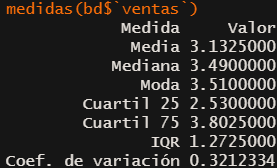 medidas(bd$`ventas`)
Medida Valor
Media 3.1325000
Mediana 3.4900000
Moda 3.5100000
Cuartil 25 2.5300000
Cuartil 75 3.8025000
IQR 1.2725000
Coef. de variación 0.3212334